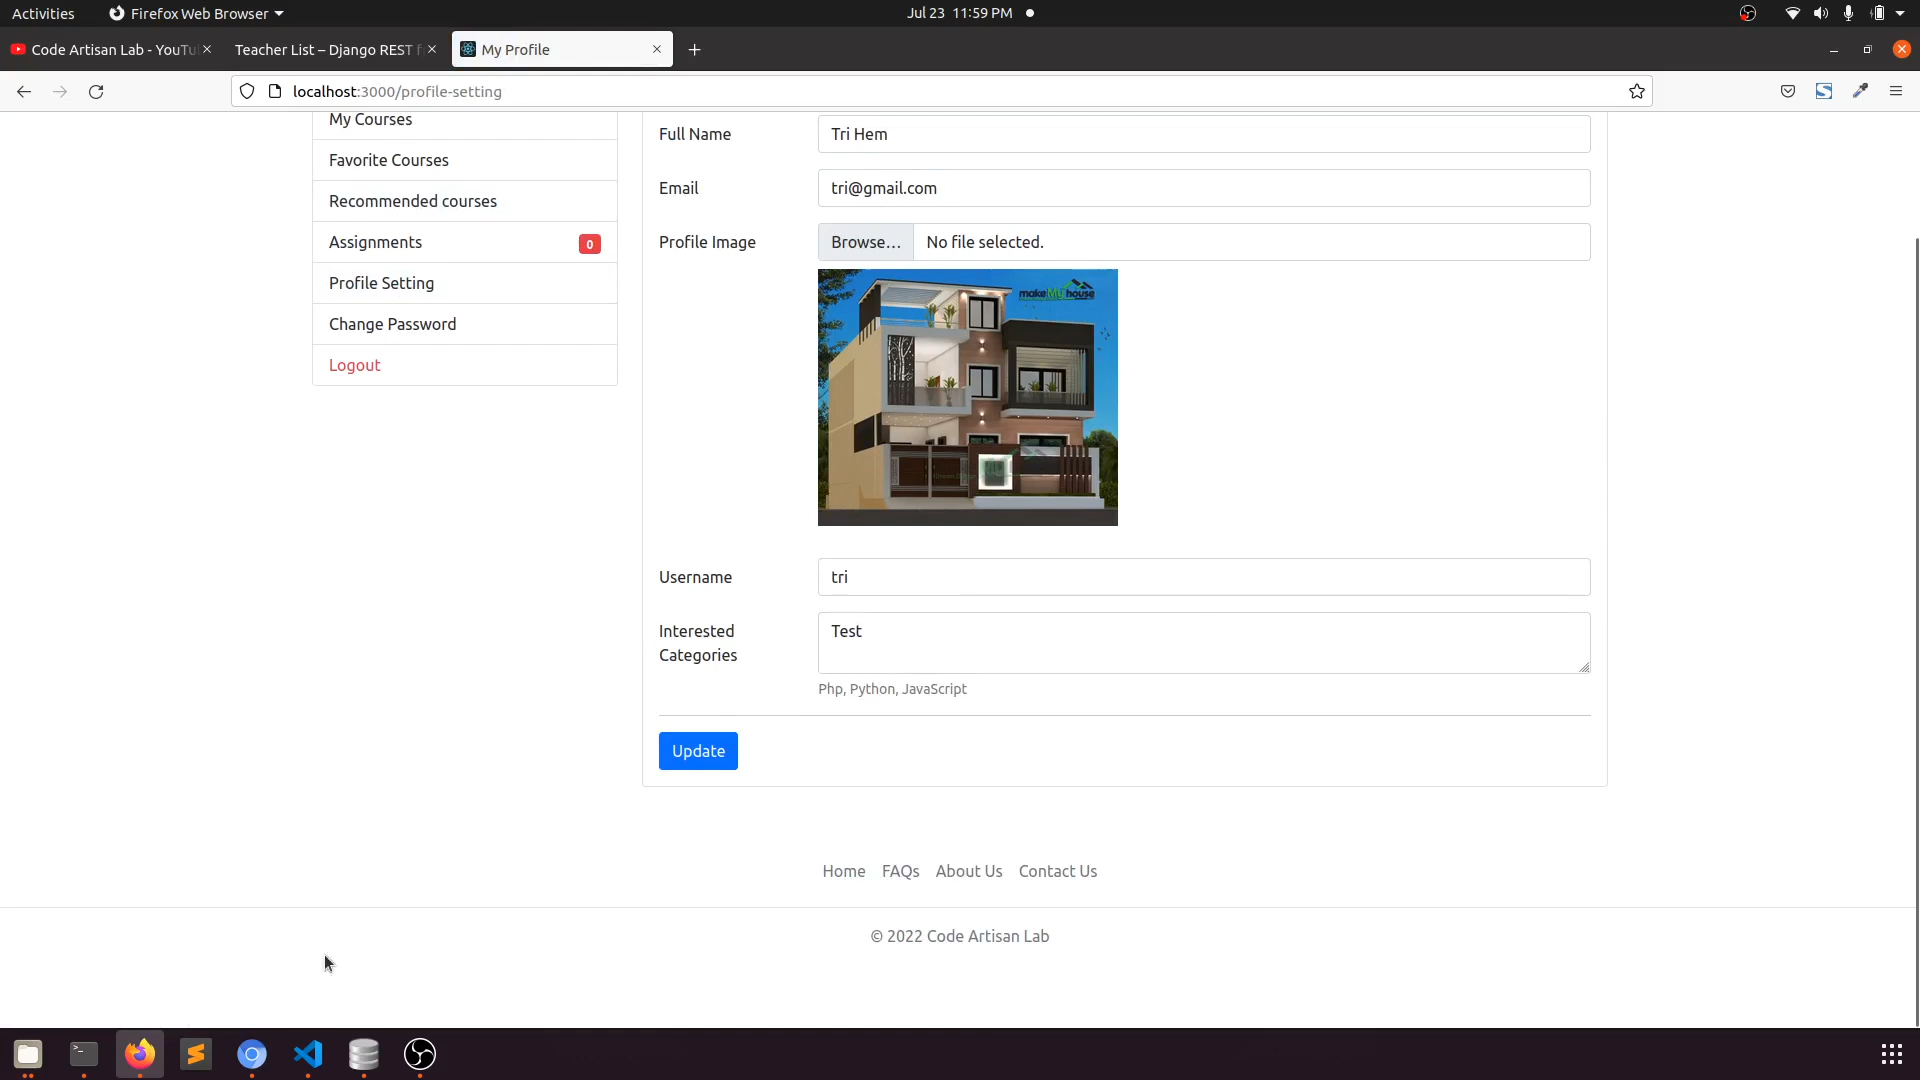 Activities
Firefox Web Browser
Jul 23 11:59 PM
Code Artisan Lab - YouTu
Teacher List – Django REST f
My Profile
localhost:3000/profile-setting
My Courses
Favorite Courses
Recommended courses
Assignments
0
Profile Setting
Change Password
Logout
Full Name
Tri Hem
Email
tri@gmail.com
Profile Image
Browse...
No file selected.
makeMyhouse
Username
tri
Interested
Categories
Test
Php, Python, JavaScript
Update
Home
FAQs
About Us
Contact Us
© 2022 Code Artisan Lab